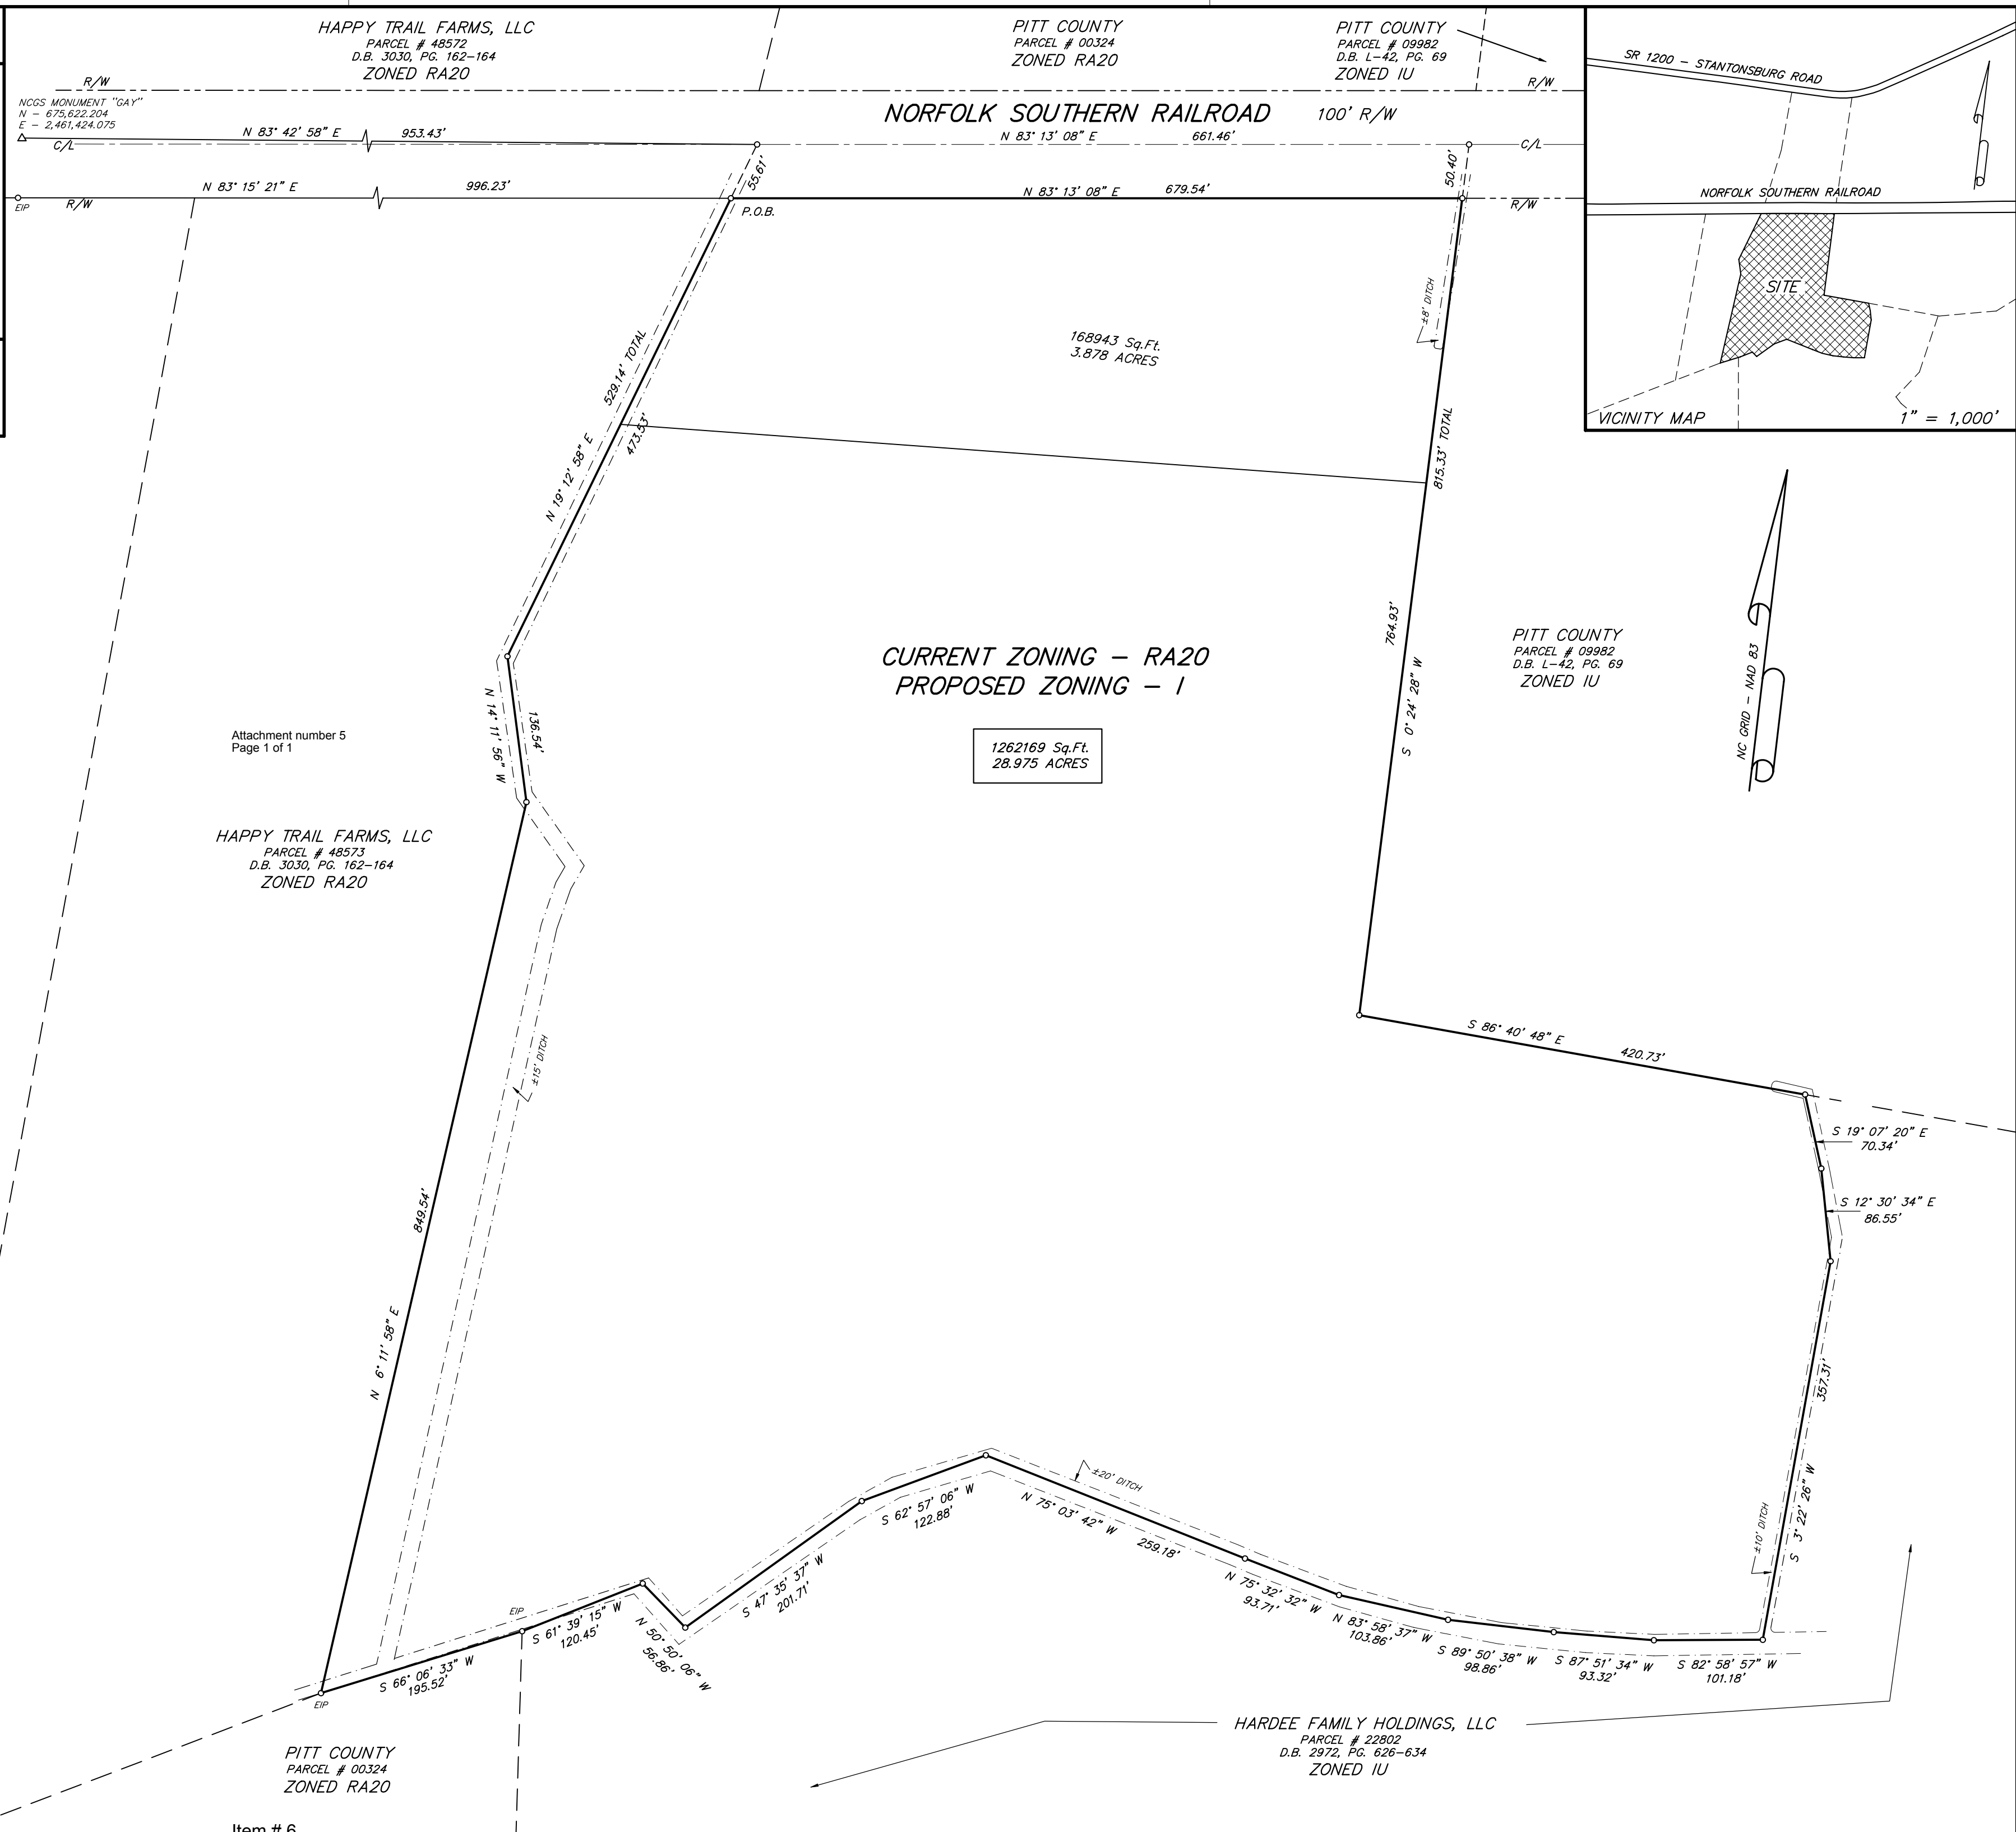 HAPPY TRAIL FARMS, LLC
PARCEL # 48572
D.B. 3030, PG. 162-164
ZONED RA20
PITT COUNTY
PARCEL # 00324
ZONED RA20
PITT COUNTY
PARCEL # 09982
D.B. L-42, PG. 69
ZONED IU
R/W
R/W
NCGS MONUMENT "GAY"
N - 675,622.204
E - 2,461,424.075
NORFOLK SOUTHERN RAILROAD 100' R/W
N 83° 42' 58" E 953.43'
C/L
N 83° 13' 08" E 661.46'
C/L
55.61'
50.40'
N 83° 15' 21" E 996.23'
EIP
R/W
P.O.B.
N 83° 13' 08" E 679.54'
R/W
SR 1200 - STANTONSBURG ROAD
NORFOLK SOUTHERN RAILROAD
SITE
VICINITY MAP 1" = 1,000'
±8' DITCH
168943 Sq.Ft.
3.878 ACRES
529.14' TOTAL
473.53'
N 19° 12' 58" E
815.33' TOTAL
764.93'
S 0° 24' 28" W
CURRENT ZONING - RA20
PROPOSED ZONING - I
1262169 Sq.Ft.
28.975 ACRES
PITT COUNTY
PARCEL # 09982
D.B. L-42, PG. 69
ZONED IU
NC GRID - NAD 83
N 14° 11' 56" W
136.54'
Attachment number 5
Page 1 of 1
HAPPY TRAIL FARMS, LLC
PARCEL # 48573
D.B. 3030, PG. 162-164
ZONED RA20
±15' DITCH
S 86° 40' 48" E 420.73'
S 19° 07' 20" E
70.34'
S 12° 30' 34" E
86.55'
849.54'
N 6° 11' 58" E
357.31'
S 3° 22' 26" W
±10' DITCH
±20' DITCH
S 62° 57' 06" W
122.88'
N 75° 03' 42" W 259.18'
S 47° 35' 37" W
201.71'
N 75° 32' 32" W
93.71'
N 83° 58' 37" W
103.86'
S 89° 50' 38" W
98.86'
S 87° 51' 34" W
93.32'
S 82° 58' 57" W
101.18'
EIP
S 61° 39' 15" W
120.45'
N 50° 50' 06" W
56.86'
S 66° 06' 33" W
195.52'
EIP
HARDEE FAMILY HOLDINGS, LLC
PARCEL # 22802
D.B. 2972, PG. 626-634
ZONED IU
PITT COUNTY
PARCEL # 00324
ZONED RA20
Item # 6